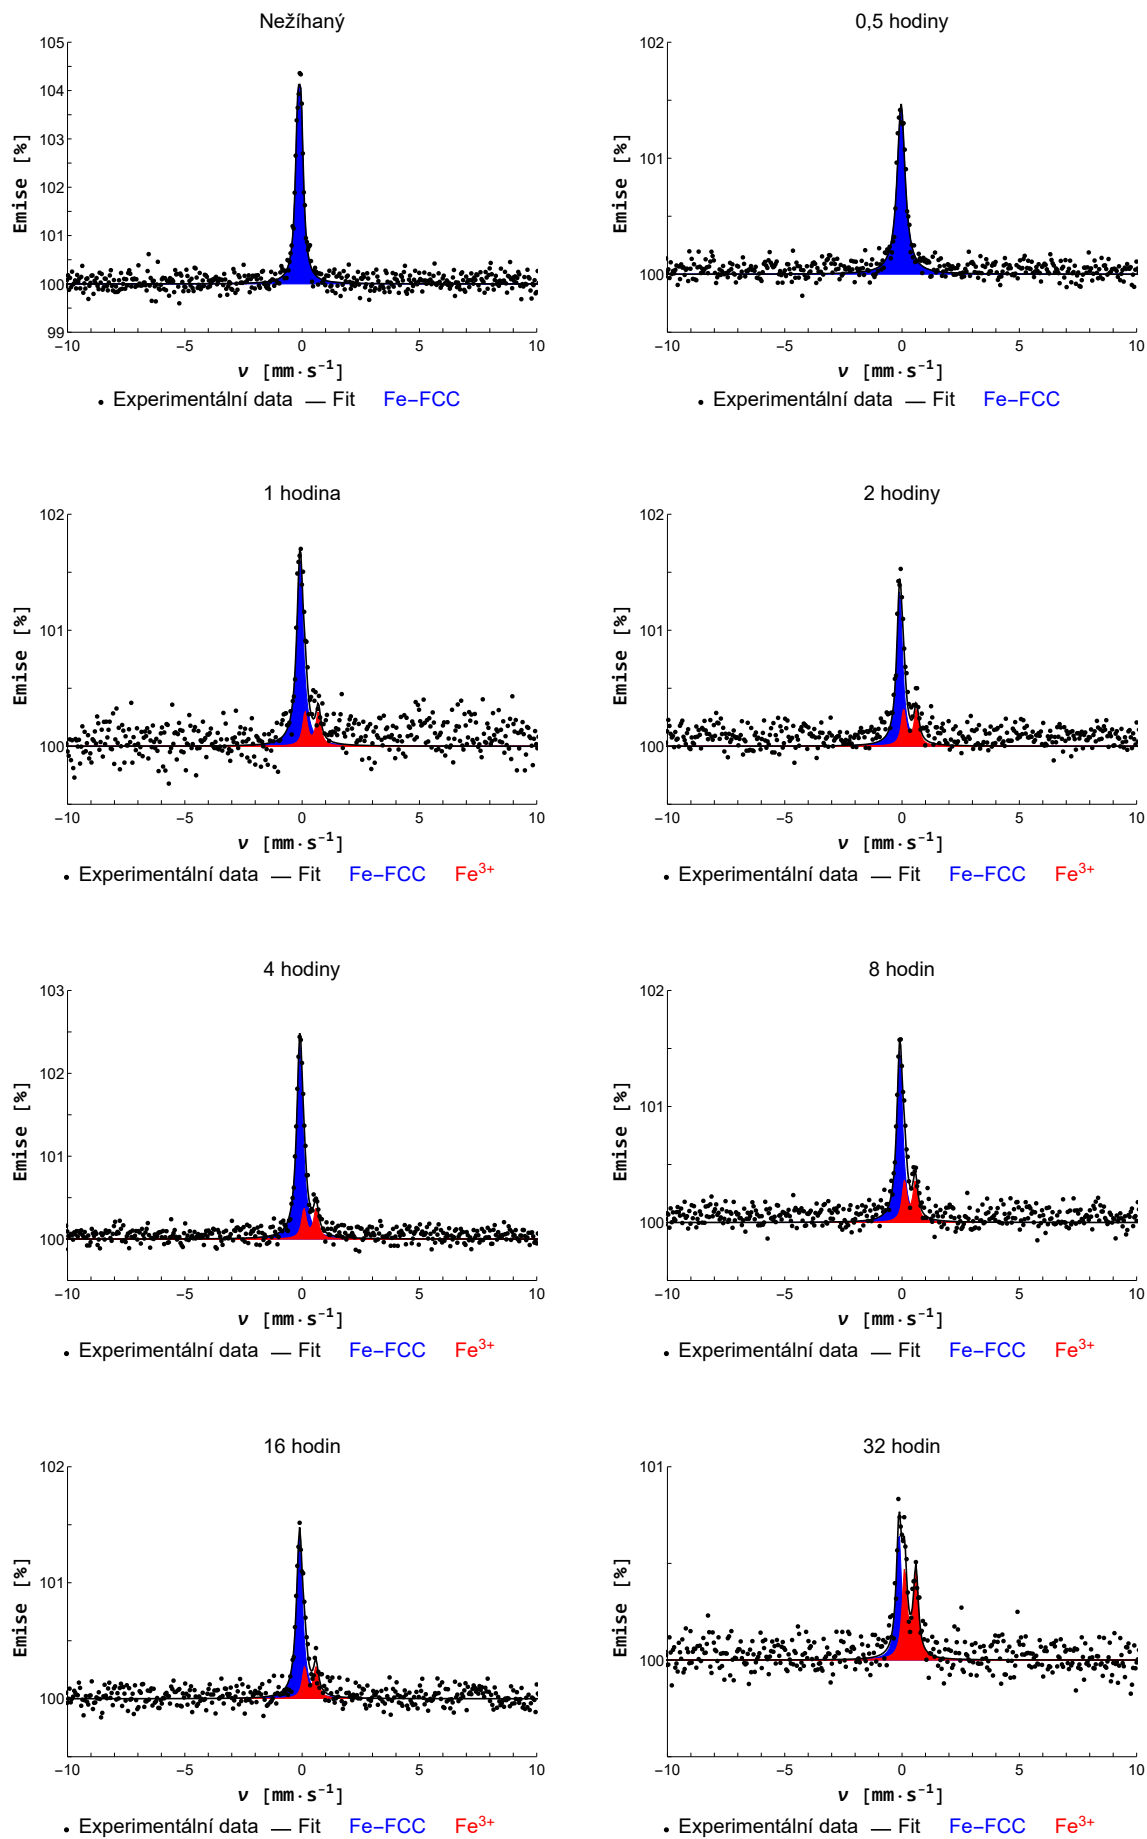 Nežíhaný
105
104
103
102
101
100
99
Emise [%]
−10 −5 0 5 10
ν [mm·s⁻¹]
• Experimentální data — Fit Fe−FCC
0,5 hodiny
102
101
100
Emise [%]
−10 −5 0 5 10
ν [mm·s⁻¹]
• Experimentální data — Fit Fe−FCC
1 hodina
102
101
100
Emise [%]
−10 −5 0 5 10
ν [mm·s⁻¹]
• Experimentální data — Fit Fe−FCC Fe³⁺
2 hodiny
102
101
100
Emise [%]
−10 −5 0 5 10
ν [mm·s⁻¹]
• Experimentální data — Fit Fe−FCC Fe³⁺
4 hodiny
103
102
101
100
Emise [%]
−10 −5 0 5 10
ν [mm·s⁻¹]
• Experimentální data — Fit Fe−FCC Fe³⁺
8 hodin
102
101
100
Emise [%]
−10 −5 0 5 10
ν [mm·s⁻¹]
• Experimentální data — Fit Fe−FCC Fe³⁺
16 hodin
102
101
100
Emise [%]
−10 −5 0 5 10
ν [mm·s⁻¹]
• Experimentální data — Fit Fe−FCC Fe³⁺
32 hodin
101
100
Emise [%]
−10 −5 0 5 10
ν [mm·s⁻¹]
• Experimentální data — Fit Fe−FCC Fe³⁺